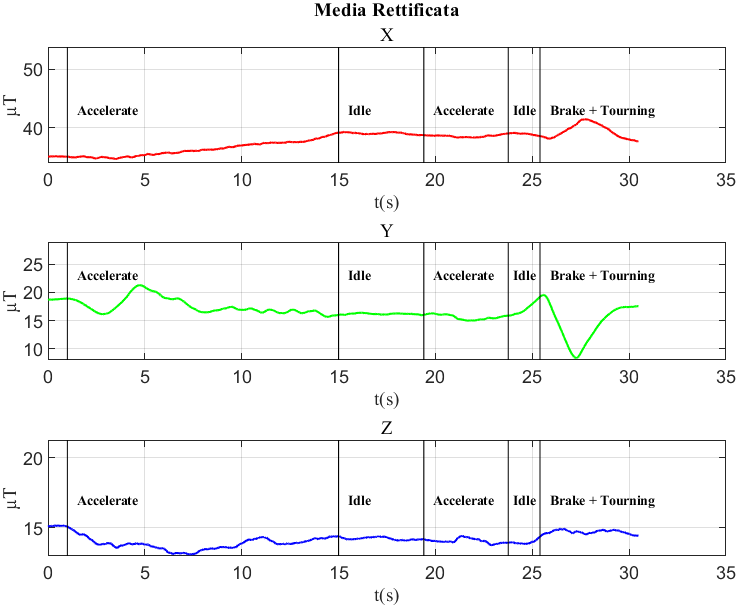 Media Rettificata
X
50
40
μT
Accelerate Idle Accelerate Idle Brake + Tourning
0 5 10 15 20 25 30 35
t(s)
Y
25
20
15
10
μT
Accelerate Idle Accelerate Idle Brake + Tourning
0 5 10 15 20 25 30 35
t(s)
Z
20
15
μT
Accelerate Idle Accelerate Idle Brake + Tourning
0 5 10 15 20 25 30 35
t(s)